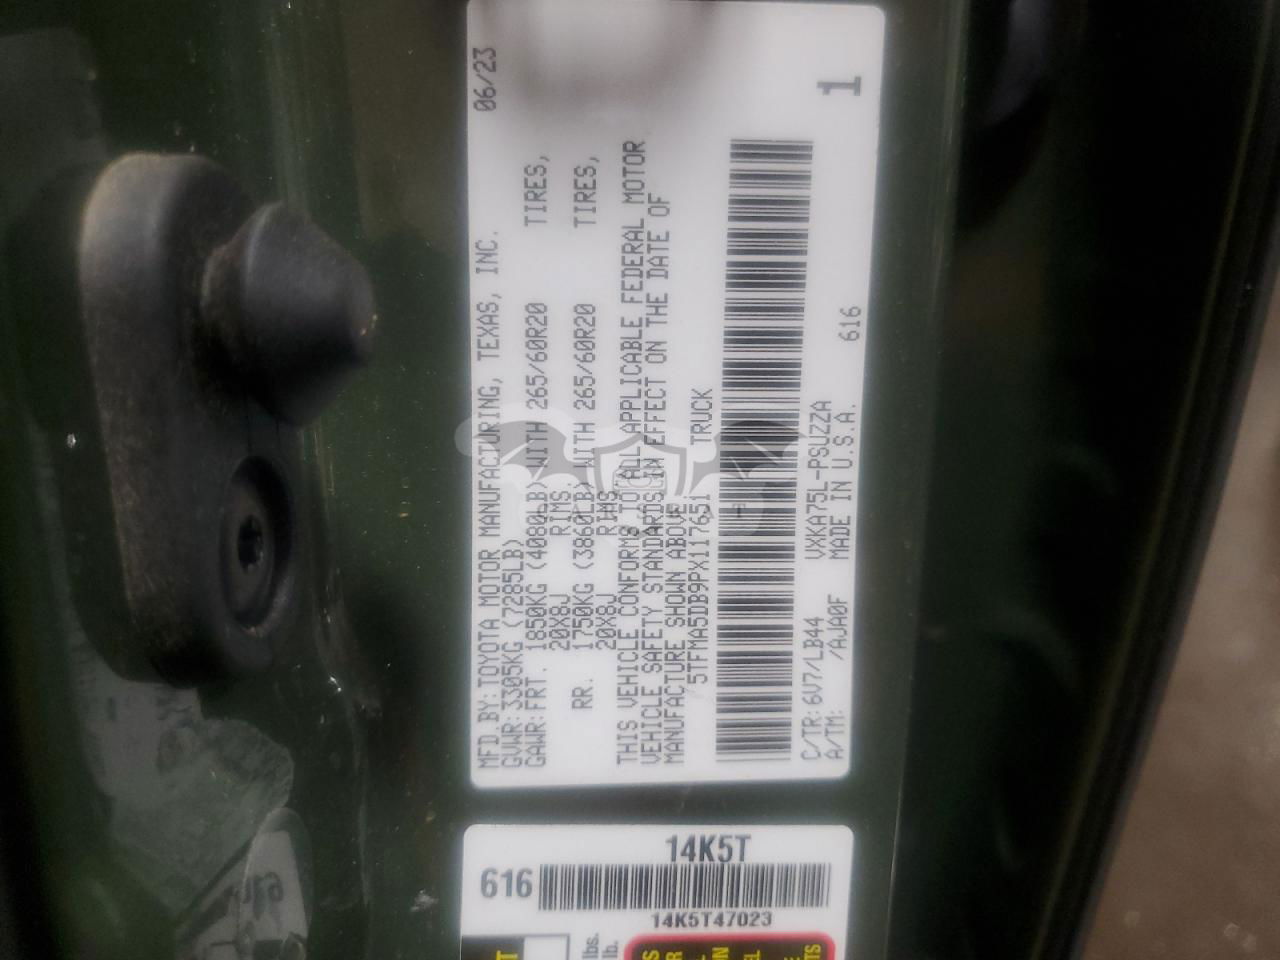 MFD.BY:TOYOTA MOTOR MANUFACTURING, TEXAS, INC. 06/23
GVWR:3305KG (7285LB)
GAWR:FRT. 1850KG (4080LB) WITH 265/60R20 TIRES,
20X8J RIMS,
RR. 1750KG (3860LB) WITH 265/60R20 TIRES,
20X8J RIMS
THIS VEHICLE CONFORMS TO ALL APPLICABLE FEDERAL MOTOR
VEHICLE SAFETY STANDARDS IN EFFECT ON THE DATE OF
MANUFACTURE SHOWN ABOVE.
5TFMA5DB9PX117651 TRUCK
1
C/TR:6V7/LB44 VXKA75L-PSUZZA 616
A/TM: /AJA0F MADE IN U.S.A.
14K5T
616
14K5T47023
lbs.
lb.